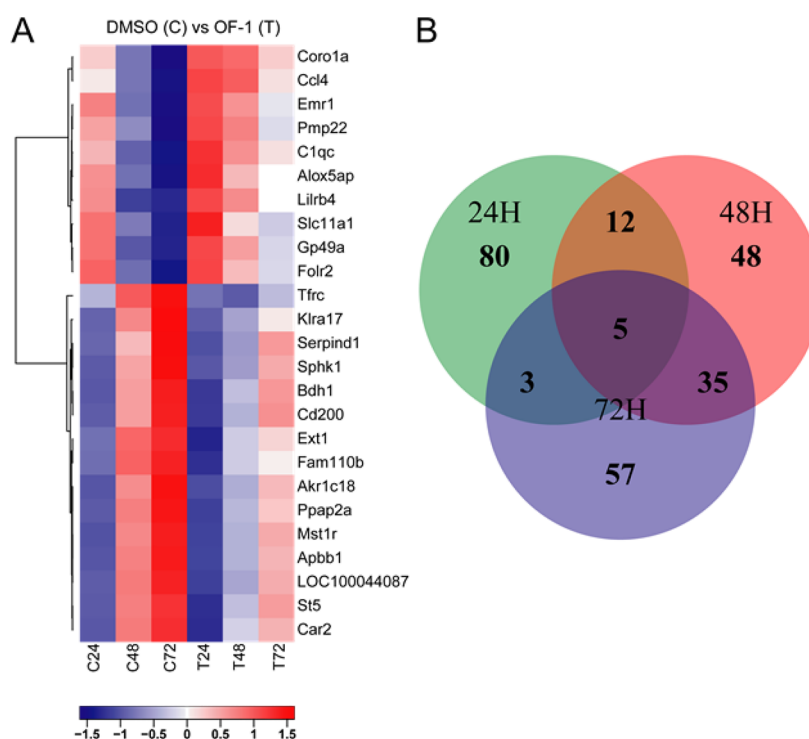 A
DMSO (C) vs OF-1 (T)
Coro1a
Ccl4
Emr1
Pmp22
C1qc
Alox5ap
Lilrb4
Slc11a1
Gp49a
Folr2
Tfrc
Klra17
Serpind1
Sphk1
Bdh1
Cd200
Ext1
Fam110b
Akr1c18
Ppap2a
Mst1r
Apbb1
LOC100044087
St5
Car2
C24 C48 C72 T24 T48 T72
−1.5 −1 −0.5 0 0.5 1 1.5
B
24H 12 48H
80 48
5
3 35
72H
57